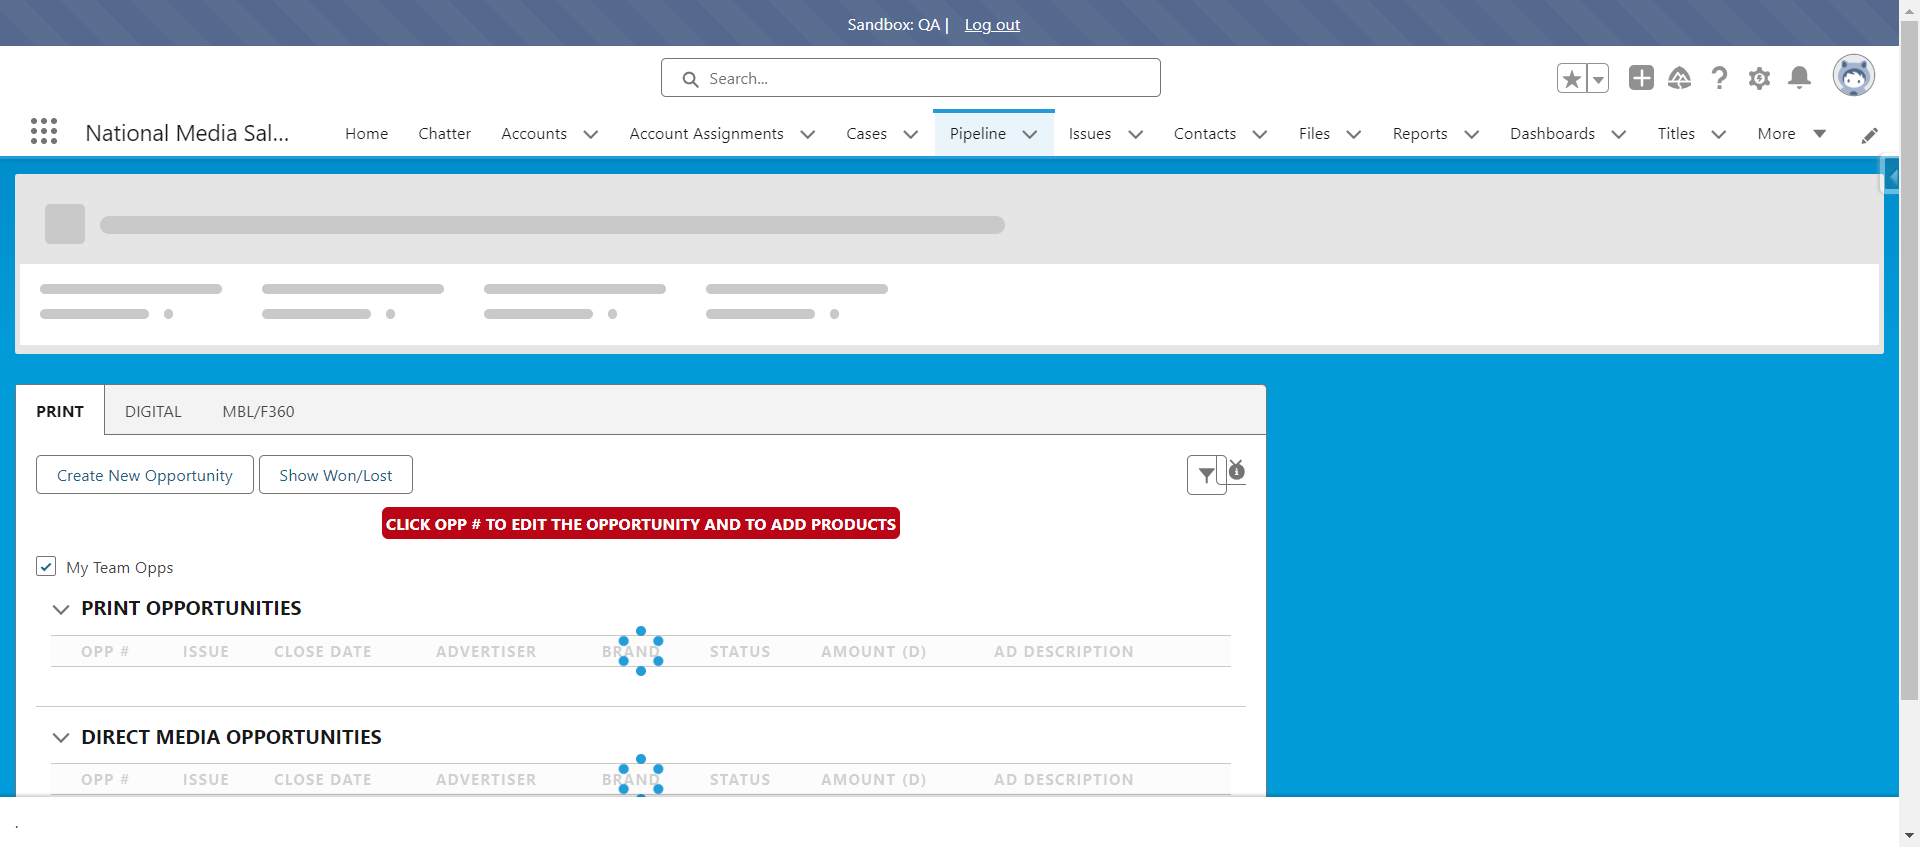 Sandbox: QA | Log out
Search...
National Media Sal...
Home Chatter Accounts Account Assignments Cases Pipeline Issues Contacts Files Reports Dashboards Titles More
PRINT DIGITAL MBL/F360
Create New Opportunity Show Won/Lost
CLICK OPP # TO EDIT THE OPPORTUNITY AND TO ADD PRODUCTS
My Team Opps
PRINT OPPORTUNITIES
OPP # ISSUE CLOSE DATE ADVERTISER BRAND STATUS AMOUNT (D) AD DESCRIPTION
DIRECT MEDIA OPPORTUNITIES
OPP # ISSUE CLOSE DATE ADVERTISER BRAND STATUS AMOUNT (D) AD DESCRIPTION
.